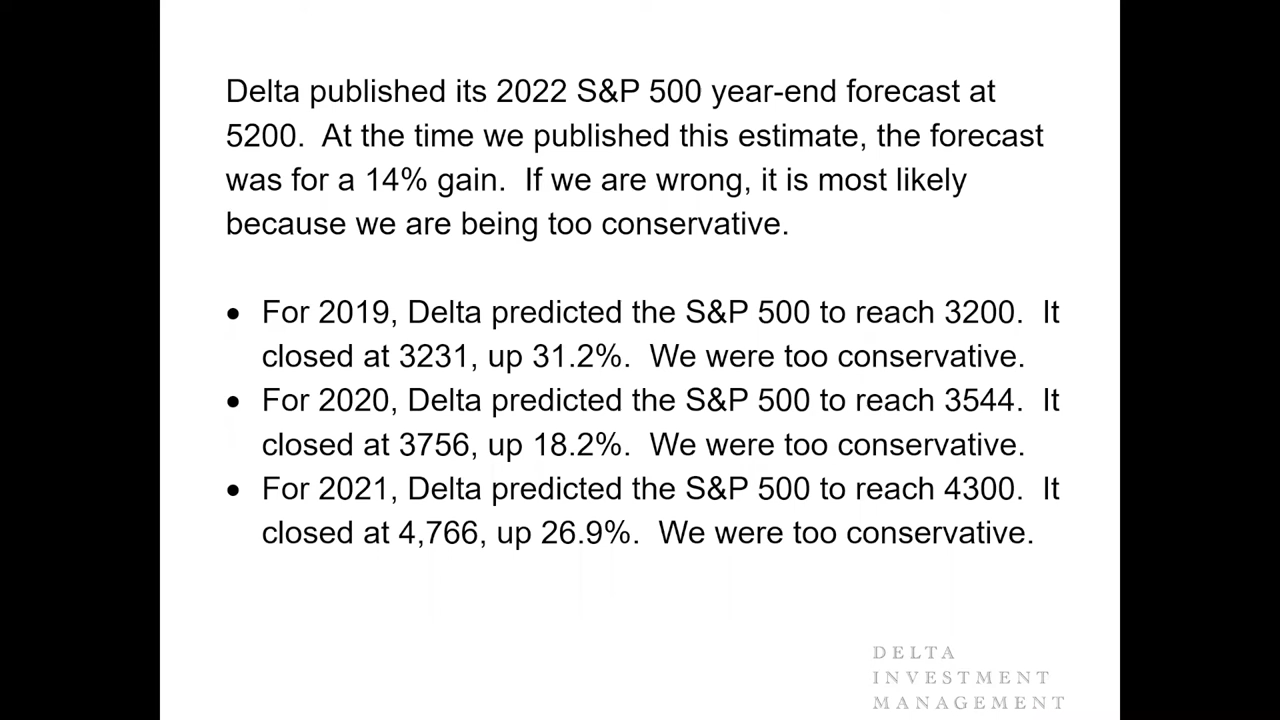 Delta published its 2022 S&P 500 year-end forecast at
5200.  At the time we published this estimate, the forecast
was for a 14% gain.  If we are wrong, it is most likely
because we are being too conservative.
• For 2019, Delta predicted the S&P 500 to reach 3200.  It
closed at 3231, up 31.2%.  We were too conservative.
• For 2020, Delta predicted the S&P 500 to reach 3544.  It
closed at 3756, up 18.2%.  We were too conservative.
• For 2021, Delta predicted the S&P 500 to reach 4300.  It
closed at 4,766, up 26.9%.  We were too conservative.
DELTA
INVESTMENT
MANAGEMENT